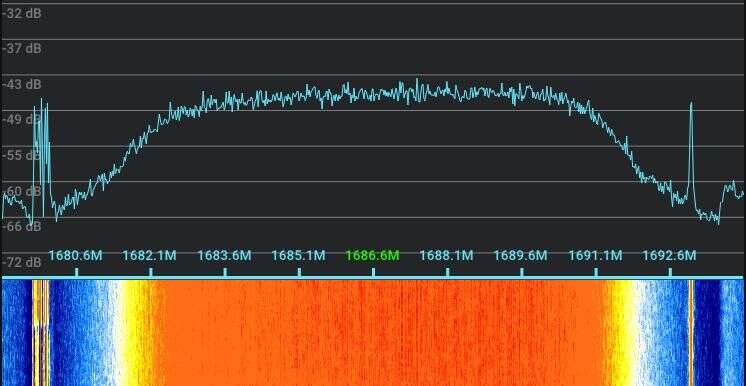 -32 dB
-37 dB
-43 dB
-49 dB
-55 dB
-60 dB
-66 dB
1680.6M 1682.1M 1683.6M 1685.1M 1686.6M 1688.1M 1689.6M 1691.1M 1692.6M
-72 dB